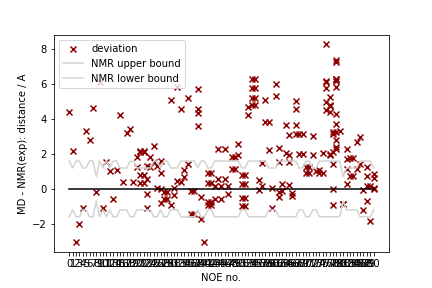 deviation
NMR upper bound
NMR lower bound
8
6
4
2
0
−2
MD - NMR(exp): distance / A
NOE no.